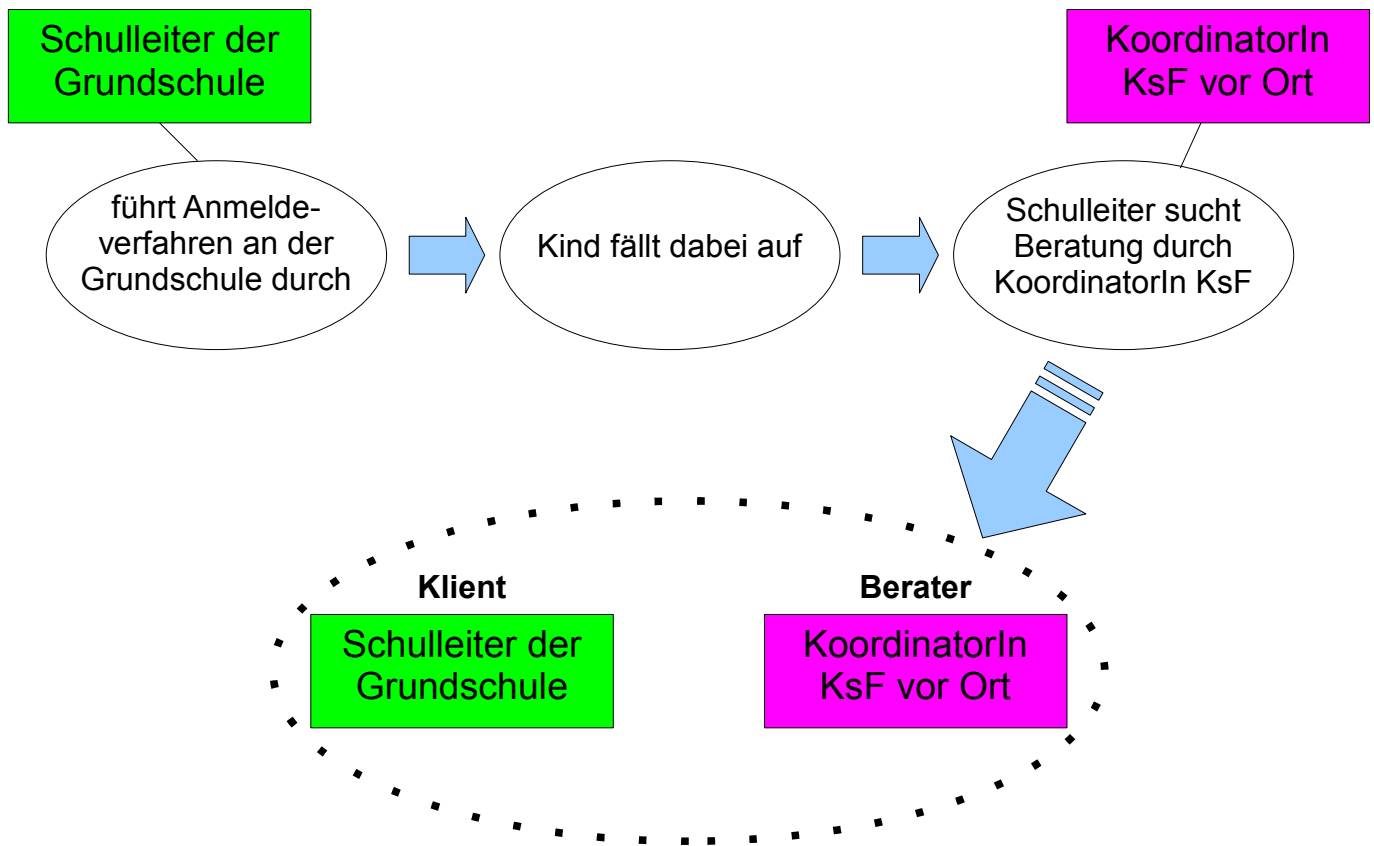 Schulleiter der
Grundschule
KoordinatorIn
KsF vor Ort
führt Anmelde-
verfahren an der
Grundschule durch
Kind fällt dabei auf
Schulleiter sucht
Beratung durch
KoordinatorIn KsF
Klient
Schulleiter der
Grundschule
Berater
KoordinatorIn
KsF vor Ort